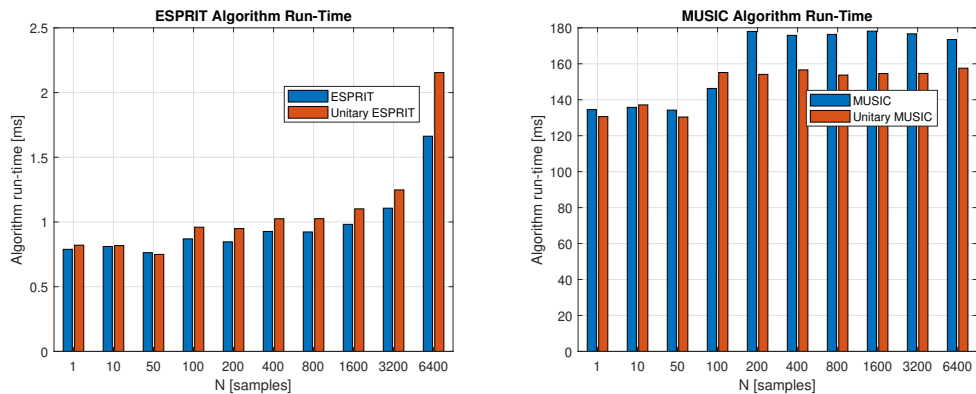 ESPRIT Algorithm Run-Time
2.5
2
1.5
1
0.5
0
Algorithm run-time [ms]
ESPRIT
Unitary ESPRIT
1 10 50 100 200 400 800 1600 3200 6400
N [samples]
MUSIC Algorithm Run-Time
180
160
140
120
100
80
60
40
20
0
Algorithm run-time [ms]
MUSIC
Unitary MUSIC
1 10 50 100 200 400 800 1600 3200 6400
N [samples]